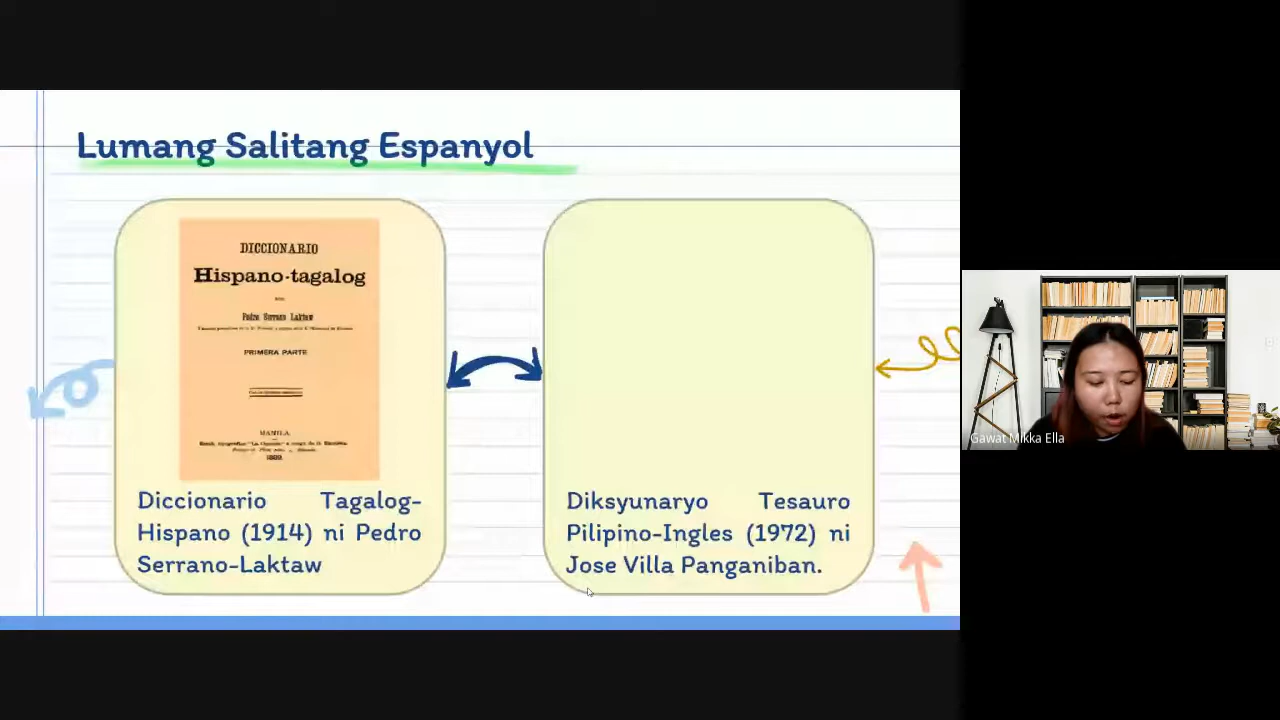 Lumang Salitang Espanyol
DICCIONARIO
Hispano-tagalog
POR
Pedro Serrano Laktaw
PRIMERA PARTE
MANILA
Diccionario Tagalog-
Hispano (1914) ni Pedro
Serrano-Laktaw
Diksyunaryo Tesauro
Pilipino-Ingles (1972) ni
Jose Villa Panganiban.
Gawat Mikka Ella